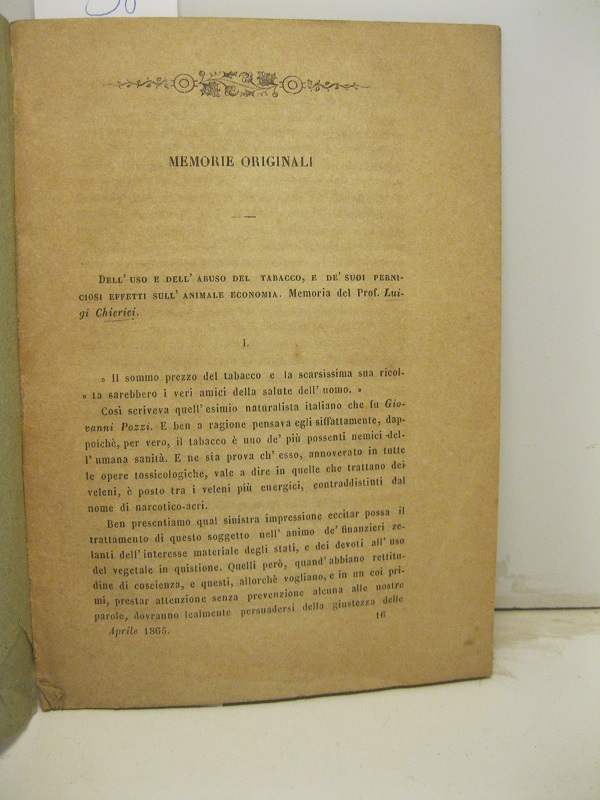 MEMORIE ORIGINALI
DELL' USO E DELL' ABUSO DEL TABACCO, E DE' SUOI PERNI-
CIOSI EFFETTI SULL' ANIMALE ECONOMIA. Memoria del Prof. Lui-
gi Chierici.
I.
» Il sommo prezzo del tabacco e la scarsissima sua ricol-
« ta sarebbero i veri amici della salute dell' uomo. »
Così scriveva quell' esimio naturalista italiano che fu Gio-
vanni Pozzi. E ben a ragione pensava egli siffattamente, dap-
poichè, per vero, il tabacco è uno de' più possenti nemici del-
l' umana sanità. E ne sia prova ch' esso, annoverato in tutte
le opere tossicologiche, vale a dire in quelle che trattano dei
veleni, è posto tra i veleni più energici, contraddistinti dal
nome di narcotico-acri.
Ben presentiamo qual sinistra impressione eccitar possa il
trattamento di questo soggetto nell' animo de' finanzieri ze-
lanti dell' interesse materiale degli stati, e dei devoti all' uso
del vegetale in quistione. Quelli però, quand' abbiano rettitu-
dine di coscienza, e questi, allorchè vogliano, e in un coi pri-
mi, prestar attenzione senza prevenzione alcuna alle nostre
parole, dovranno lealmente persuadersi della giustezza delle
Aprile 1865. 16